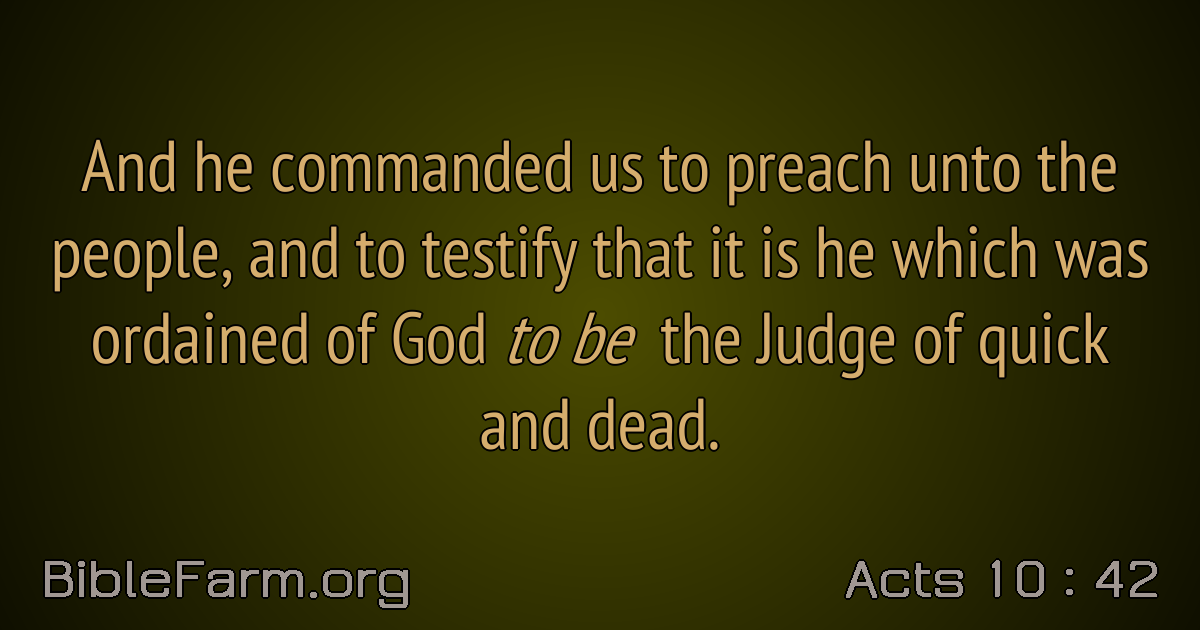 And he commanded us to preach unto the
people, and to testify that it is he which was
ordained of God to be the Judge of quick
and dead.
BibleFarm.org
Acts 10 : 42